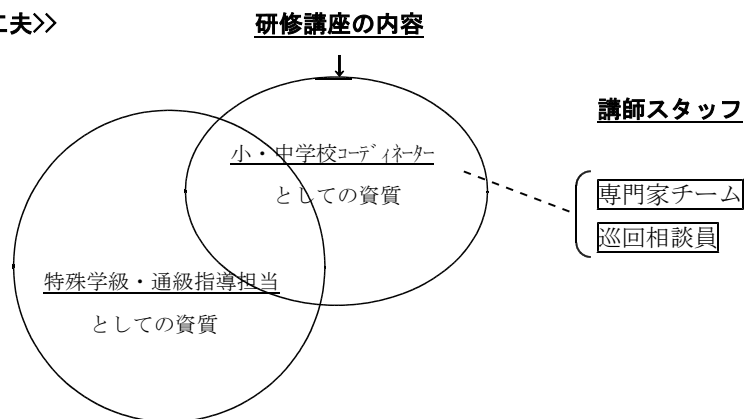 工夫>>
研修講座の内容
講師スタッフ
小・中学校ｺｰﾃﾞｨﾈｰﾀｰ
としての資質
専門家チーム
巡回相談員
特殊学級・通級指導担当
としての資質